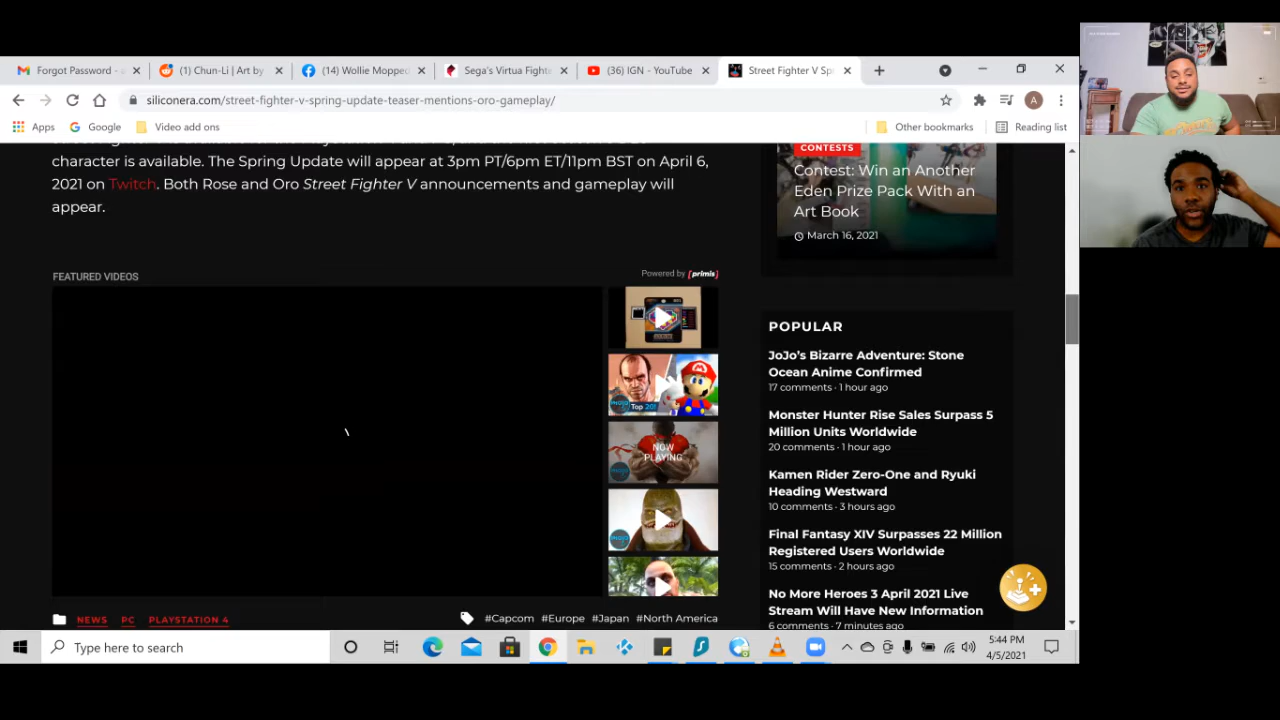 Forgot Password -
(1) Chun-Li | Art by
(14) Wollie Mopped
Sega's Virtua Fighte
(36) IGN - YouTube
Street Fighter V Sp
siliconera.com/street-fighter-v-spring-update-teaser-mentions-oro-gameplay/
A
Apps
Google
Video add ons
Other bookmarks
Reading list
character is available. The Spring Update will appear at 3pm PT/6pm ET/11pm BST on April 6,
2021 on Twitch. Both Rose and Oro Street Fighter V announcements and gameplay will
appear.
FEATURED VIDEOS
Powered by [primis]
Top 20!
NOW
PLAYING
NEWS
PC
PLAYSTATION 4
#Capcom #Europe #Japan #North America
CONTESTS
Contest: Win an Another
Eden Prize Pack With an
Art Book
March 16, 2021
POPULAR
JoJo's Bizarre Adventure: Stone
Ocean Anime Confirmed
17 comments · 1 hour ago
Monster Hunter Rise Sales Surpass 5
Million Units Worldwide
20 comments · 1 hour ago
Kamen Rider Zero-One and Ryuki
Heading Westward
10 comments · 3 hours ago
Final Fantasy XIV Surpasses 22 Million
Registered Users Worldwide
15 comments · 2 hours ago
No More Heroes 3 April 2021 Live
Stream Will Have New Information
6 comments · 7 minutes ago
Type here to search
5:44 PM
4/5/2021